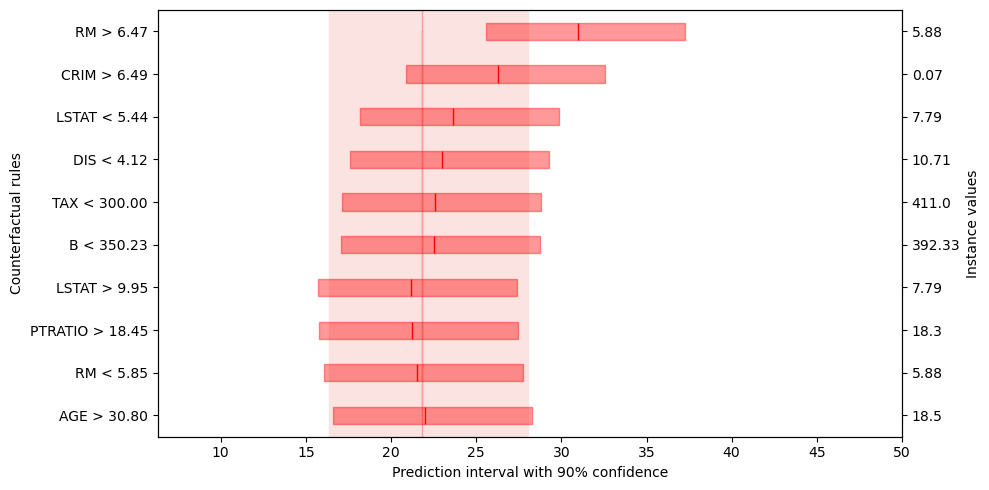 RM > 6.47 5.88
CRIM > 6.49 0.07
LSTAT < 5.44 7.79
DIS < 4.12 10.71
TAX < 300.00 411.0
B < 350.23 392.33
LSTAT > 9.95 7.79
PTRATIO > 18.45 18.3
RM < 5.85 5.88
AGE > 30.80 18.5
Counterfactual rules
Instance values
10 15 20 25 30 35 40 45 50
Prediction interval with 90% confidence